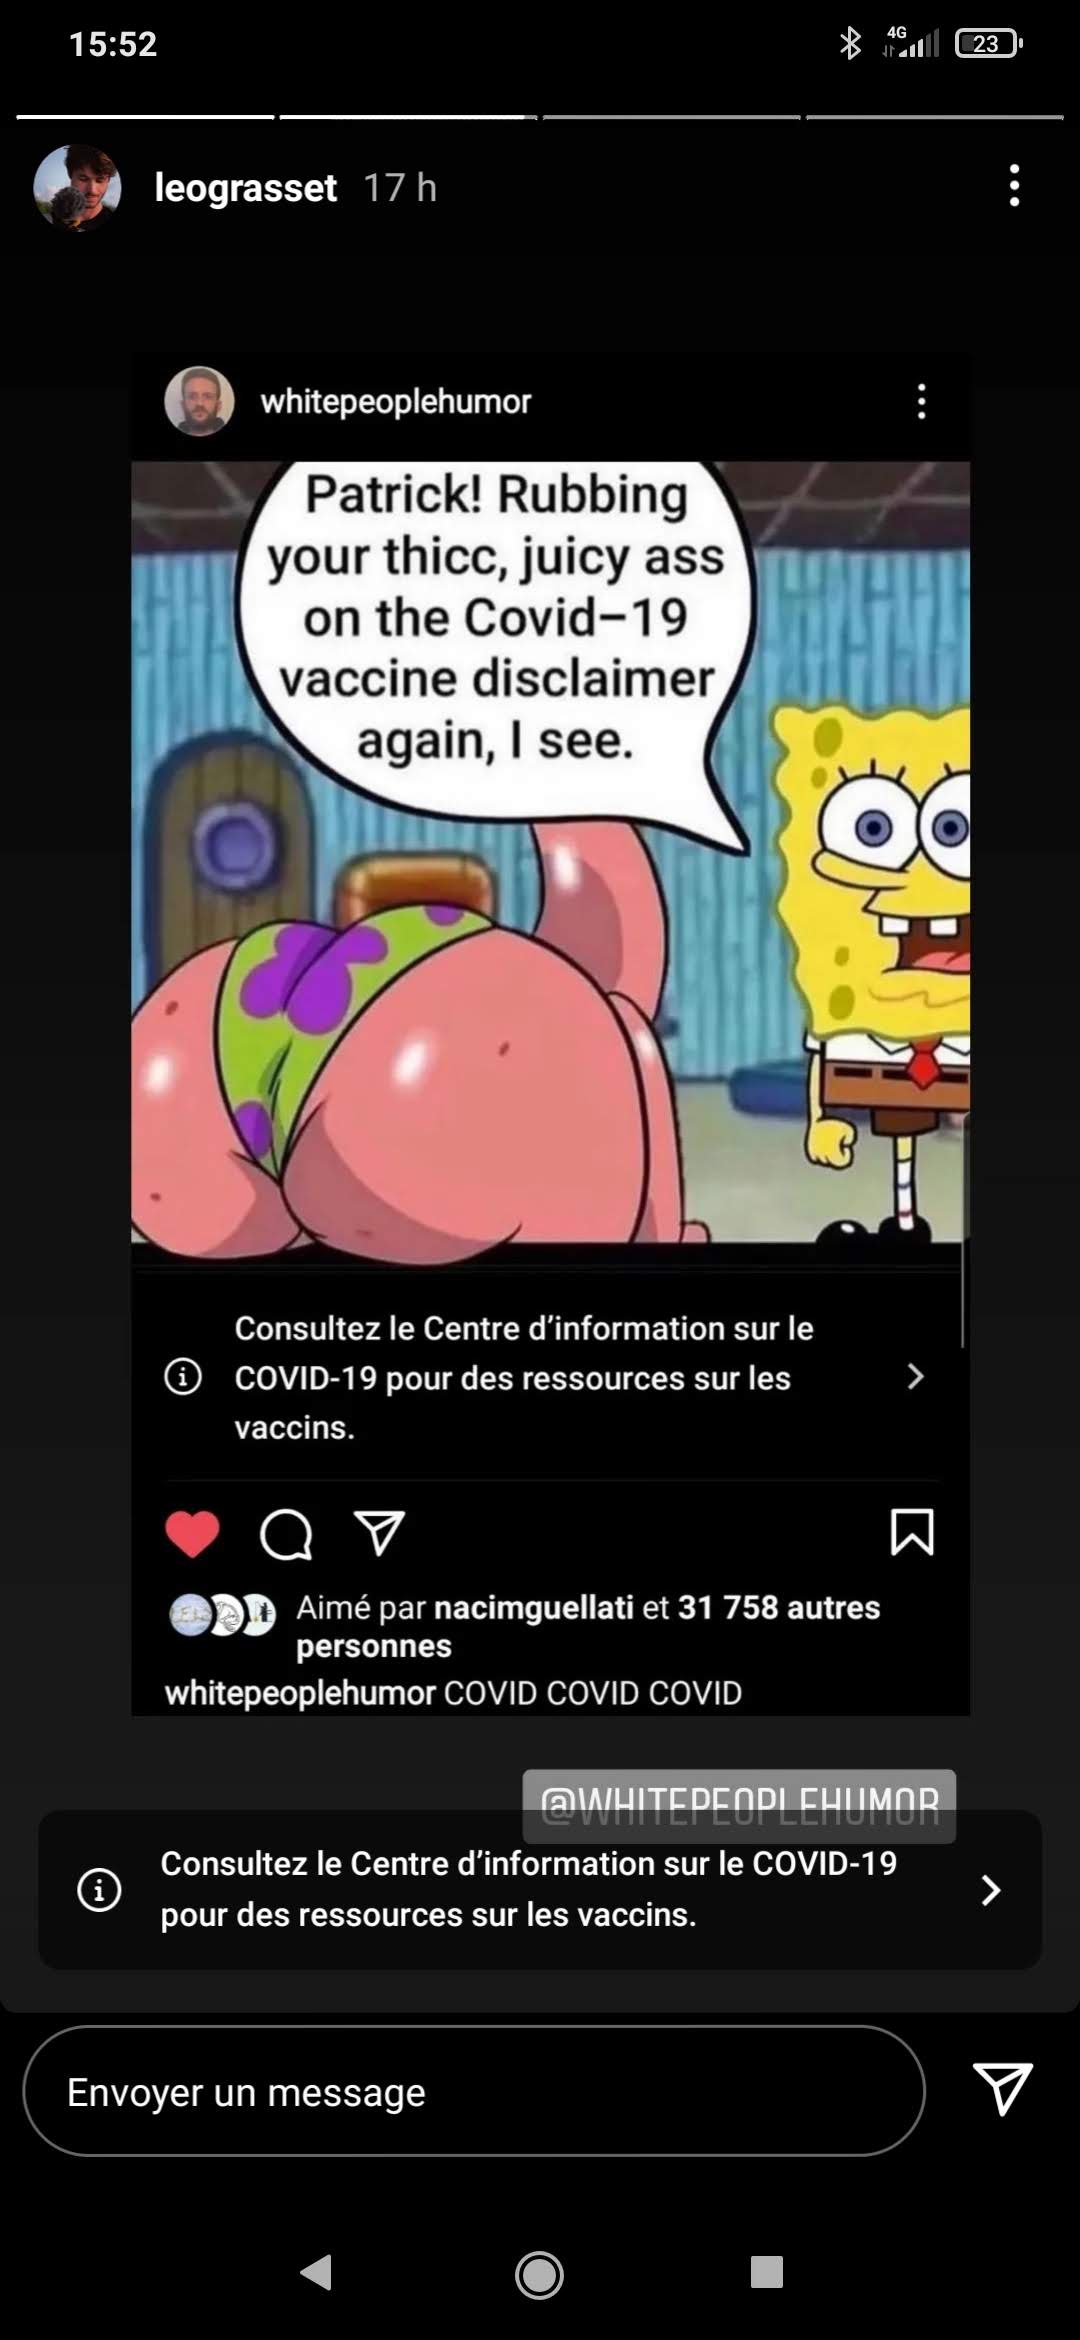 15:52
4G
23
leograsset 17 h
whitepeoplehumor
Patrick! Rubbing
your thicc, juicy ass
on the Covid–19
vaccine disclaimer
again, I see.
Consultez le Centre d’information sur le
COVID-19 pour des ressources sur les
vaccins.
Aimé par nacimguellati et 31 758 autres
personnes
whitepeoplehumor COVID COVID COVID
@WHITEPEOPLEHUMOR
Consultez le Centre d’information sur le COVID-19
pour des ressources sur les vaccins.
Envoyer un message